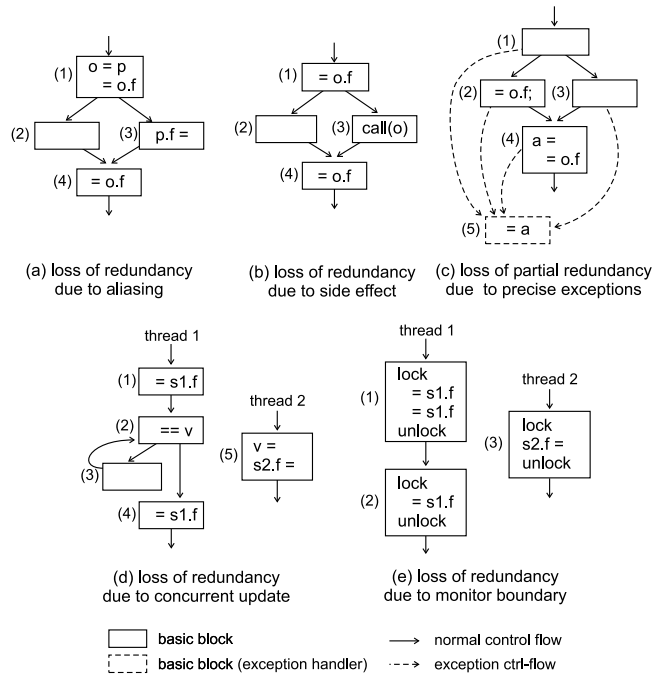 (1) o = p
= o.f
(2)
(3) p.f =
(4) = o.f
(a) loss of redundancy
due to aliasing
(1) = o.f
(2)
(3) call(o)
(4) = o.f
(b) loss of redundancy
due to side effect
(1)
(2) = o.f;
(3)
(4) a =
= o.f
(5) = a
(c) loss of partial redundancy
due to precise exceptions
thread 1
(1) = s1.f
(2) == v
(3)
(4) = s1.f
thread 2
(5) v =
s2.f =
(d) loss of redundancy
due to concurrent update
thread 1
(1) lock
= s1.f
= s1.f
unlock
(2) lock
= s1.f
unlock
thread 2
(3) lock
s2.f =
unlock
(e) loss of redundancy
due to monitor boundary
basic block
normal control flow
basic block (exception handler)
exception ctrl-flow